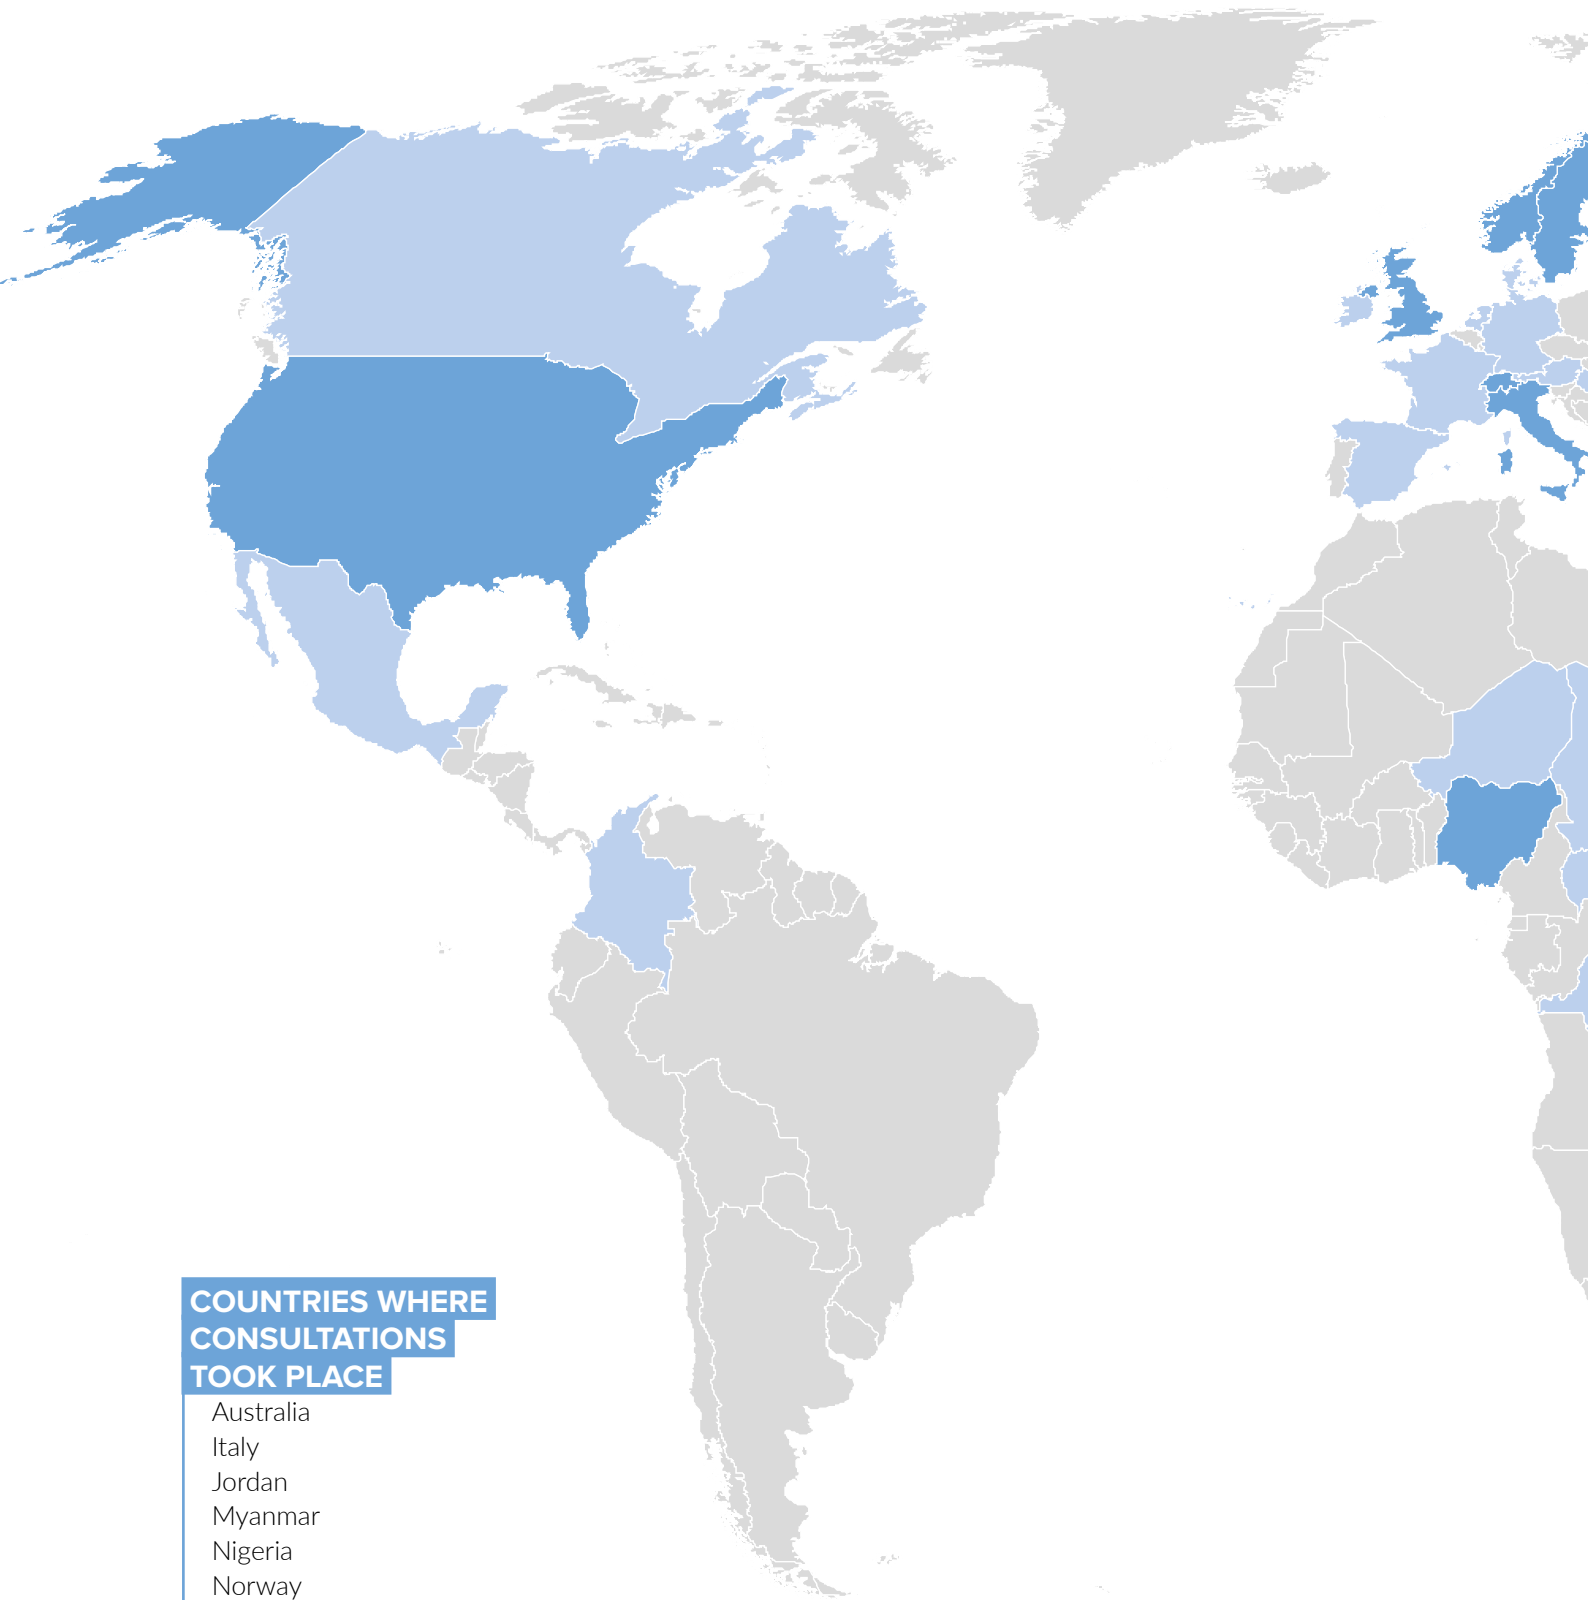 COUNTRIES WHERE
CONSULTATIONS
TOOK PLACE
Australia
Italy
Jordan
Myanmar
Nigeria
Norway